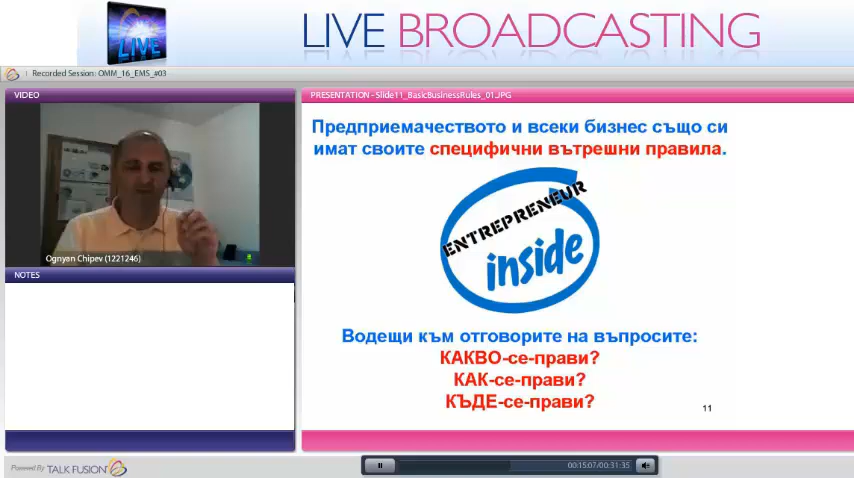 LIVE
LIVE BROADCASTING
Recorded Session: OMM_16_EMS_#03
VIDEO
Ognyan Chipev (1221246)
NOTES
PRESENTATION - Slide11_BasicBusinessRules_01.JPG
Предприемачеството и всеки бизнес също си
имат своите специфични вътрешни правила.
ENTREPRENEUR
inside
Водещи към отговорите на въпросите:
КАКВО-се-прави?
КАК-се-прави?
КЪДЕ-се-прави?
11
Powered By TALK FUSION
00:15:07/00:31:35